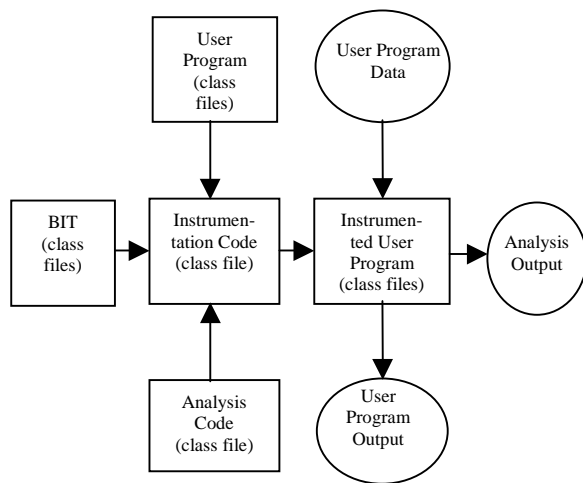 User
Program
(class
files)
User Program
Data
BIT
(class
files)
Instrumen-
tation Code
(class file)
Instrumen-
ted User
Program
(class files)
Analysis
Output
Analysis
Code
(class file)
User
Program
Output